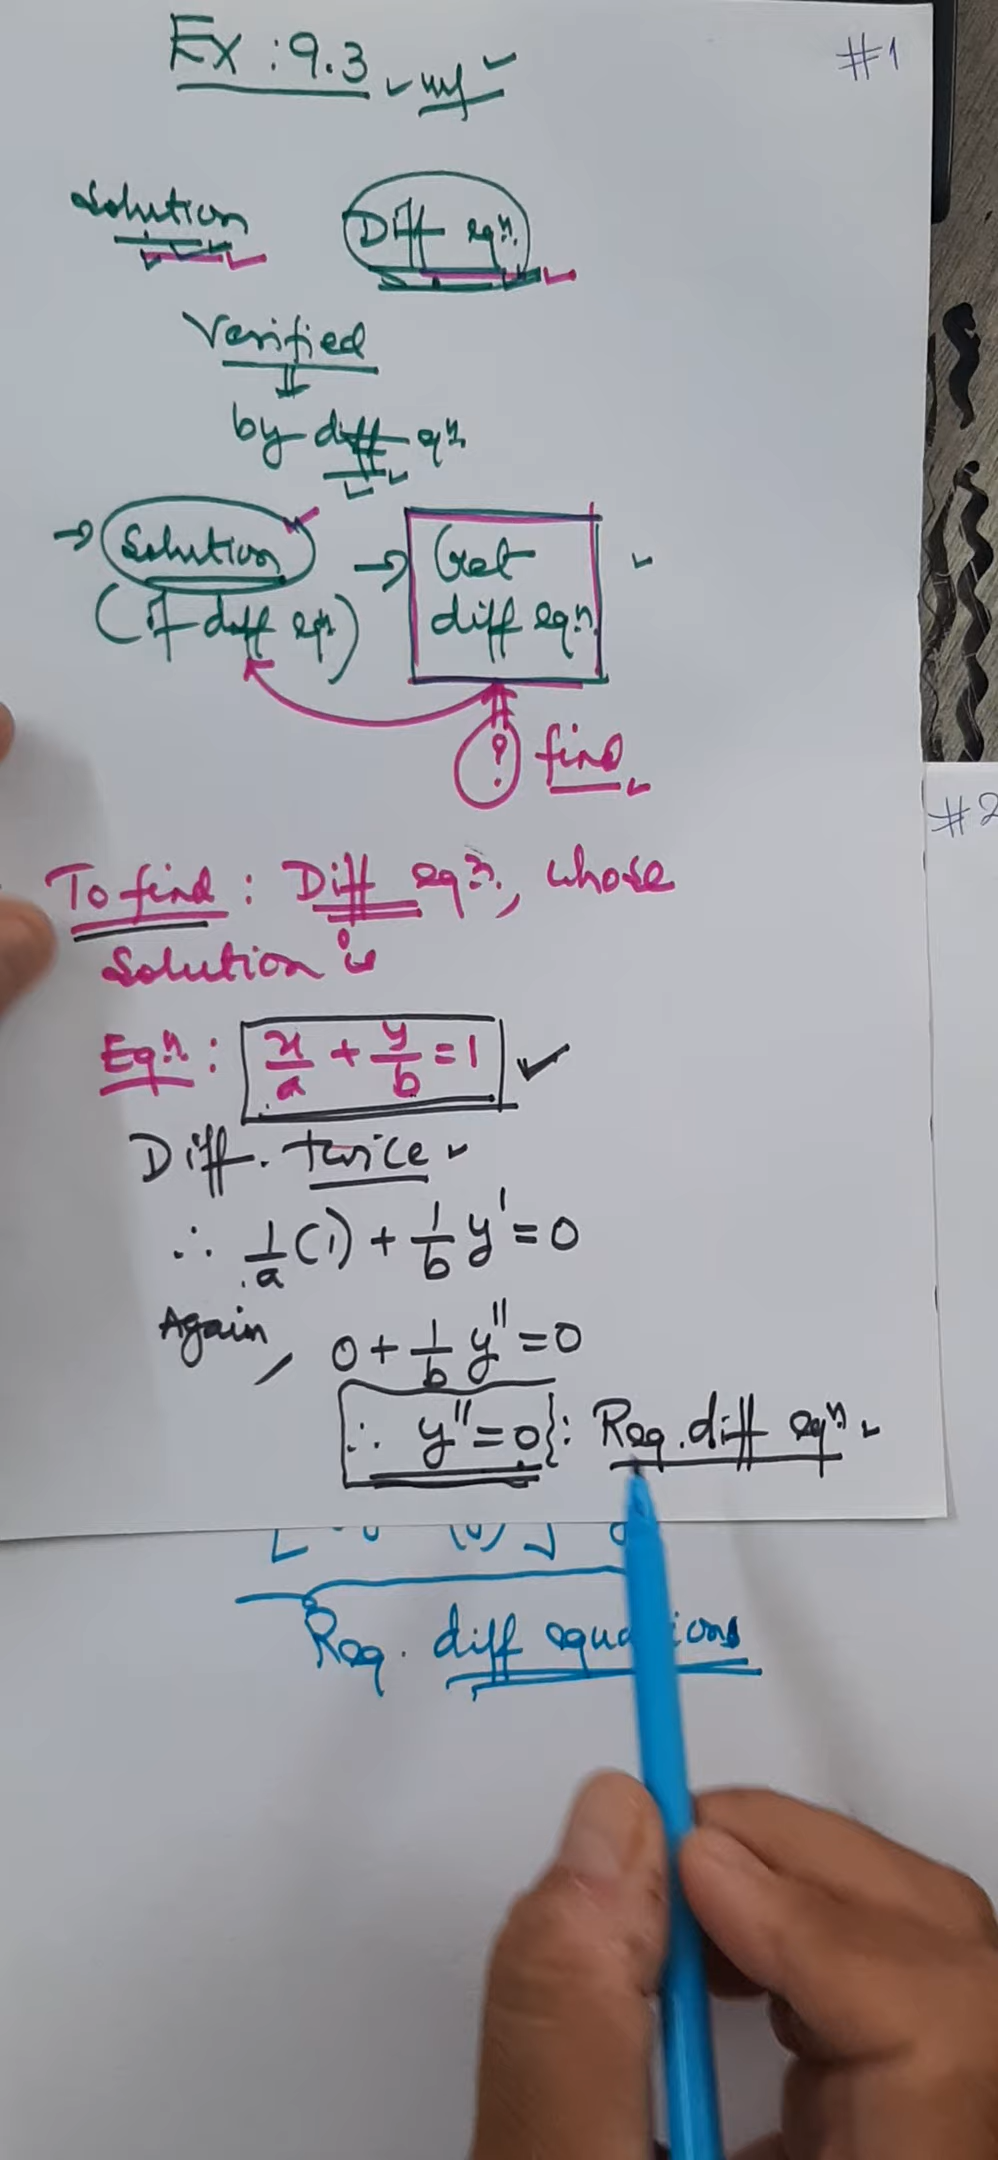 #1
Ex : 9.3
Solution Diff eqn.
Verified
by diff eqn
→ Solution → Get
(if diff eqn) diff eqn.
? find
#2
To find : Diff eqn., whose
solution is
Eqn : x/a + y/b = 1
Diff. twice
∴ 1/a (1) + 1/b y' = 0
Again, 0 + 1/b y'' = 0
∴ y'' = 0 : Req. diff eqn
Req. diff equations